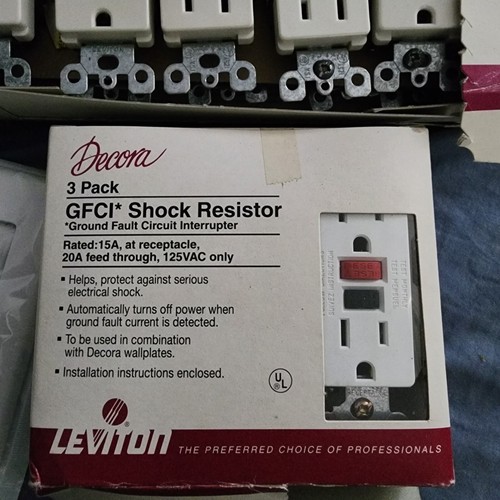 Decora
3 Pack
GFCI* Shock Resistor
*Ground Fault Circuit Interrupter
Rated:15A, at receptacle,
20A feed through, 125VAC only
▪ Helps, protect against serious
electrical shock.
▪ Automatically turns off power when
ground fault current is detected.
▪ To be used in combination
with Decora wallplates.
▪ Installation instructions enclosed.
UL
LEVITON THE PREFERRED CHOICE OF PROFESSIONALS